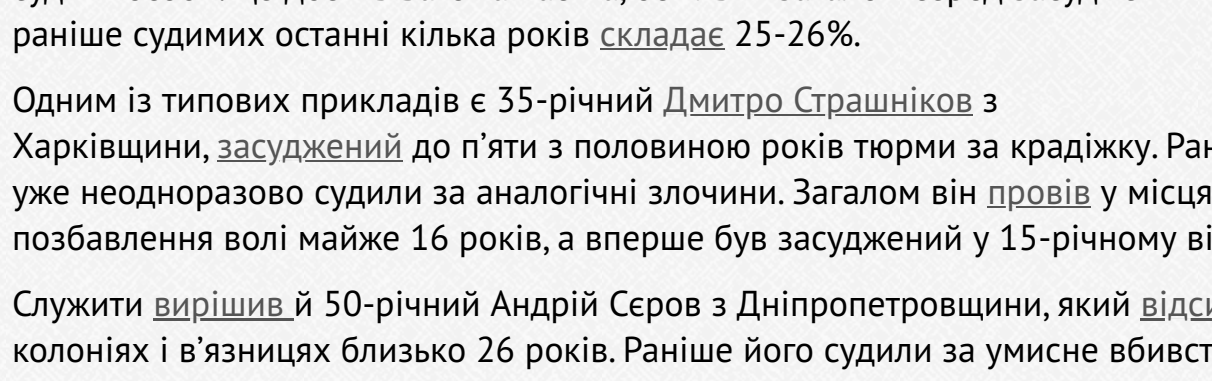 раніше судимих останні кілька років складає 25-26%.
Одним із типових прикладів є 35-річний Дмитро Страшніков з
Харківщини, засуджений до п’яти з половиною років тюрми за крадіжку.
уже неодноразово судили за аналогічні злочини. Загалом він провів у
позбавлення волі майже 16 років, а вперше був засуджений у 15-річному
Служити вирішив й 50-річний Андрій Сєров з Дніпропетровщини, який
колоніях і в’язницях близько 26 років. Раніше його судили за умисне